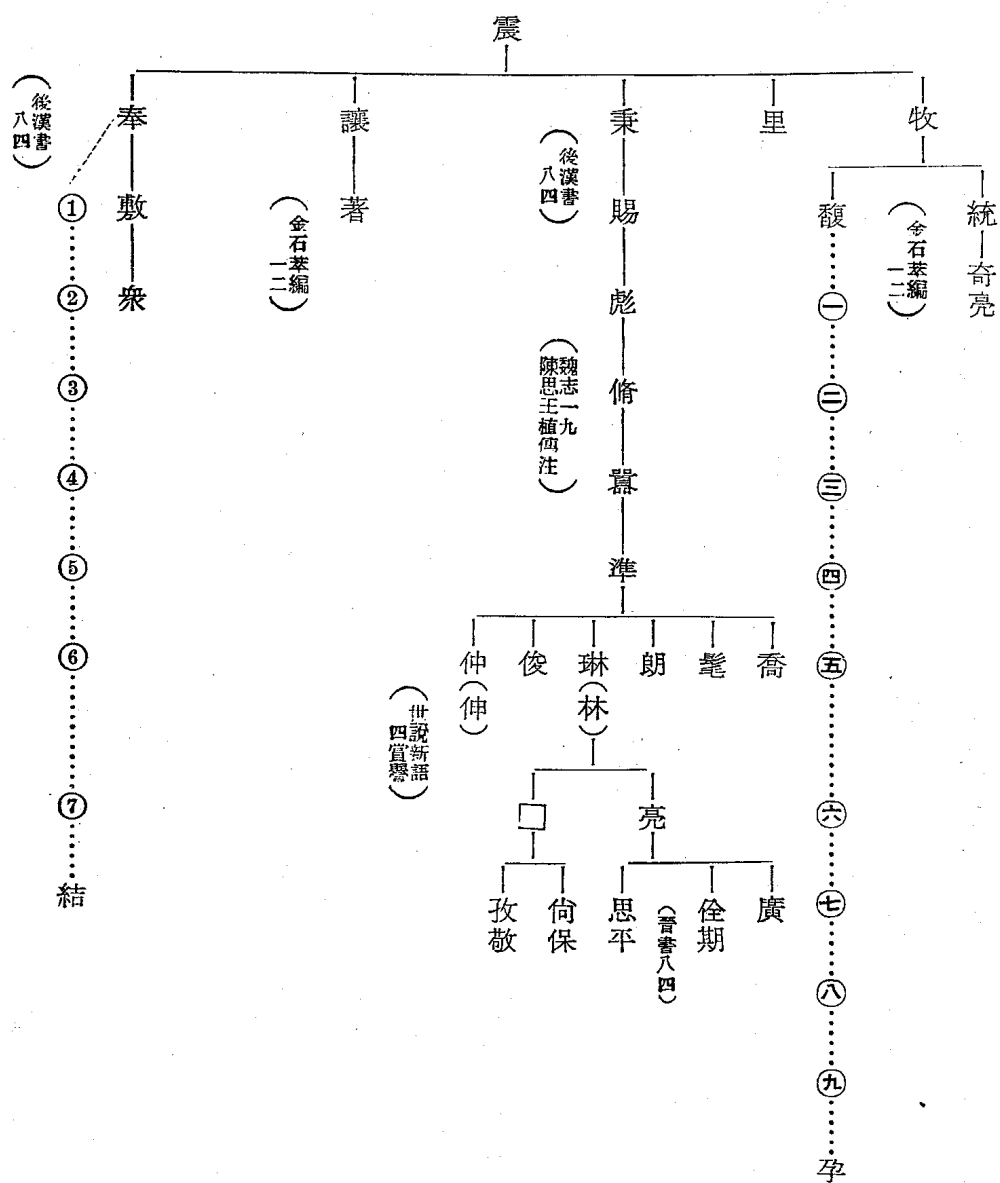 震
牧
里
秉
讓
奉
（後漢書八四）
統
奇亮
（金石萃編一二）
馥
㊀
㊁
㊂
㊃
㊄
㊅
㊆
㊇
㊈
孕
賜
（後漢書八四）
彪
脩
（魏志一九陳思王植傳注）
囂
準
喬
髦
朗
琳（林）
俊
仲（伸）
（世說新語四賞譽）
亮
□
廣
佺期
（晉書八四）
思平
尙保
孜敬
著
（金石萃編一二）
敷
衆
①
②
③
④
⑤
⑥
⑦
結